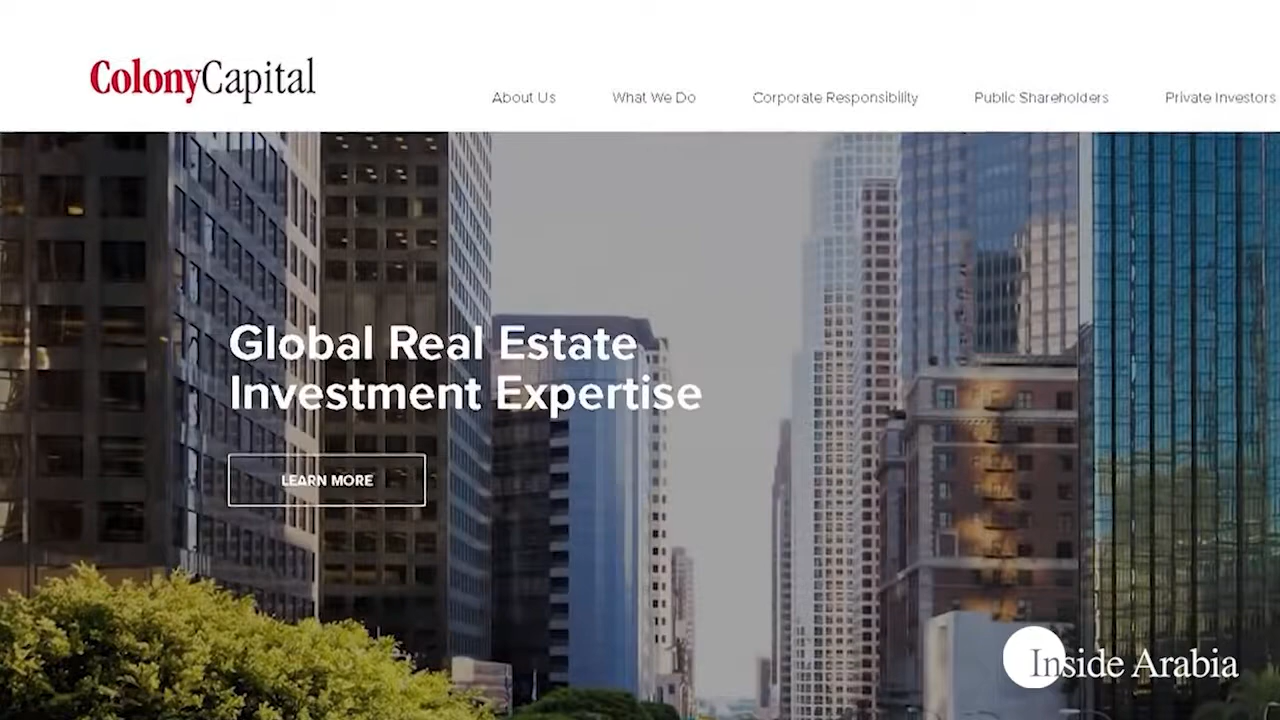 ColonyCapital
About Us What We Do Corporate Responsibility Public Shareholders Private Investors
Global Real Estate
Investment Expertise
LEARN MORE
Inside Arabia